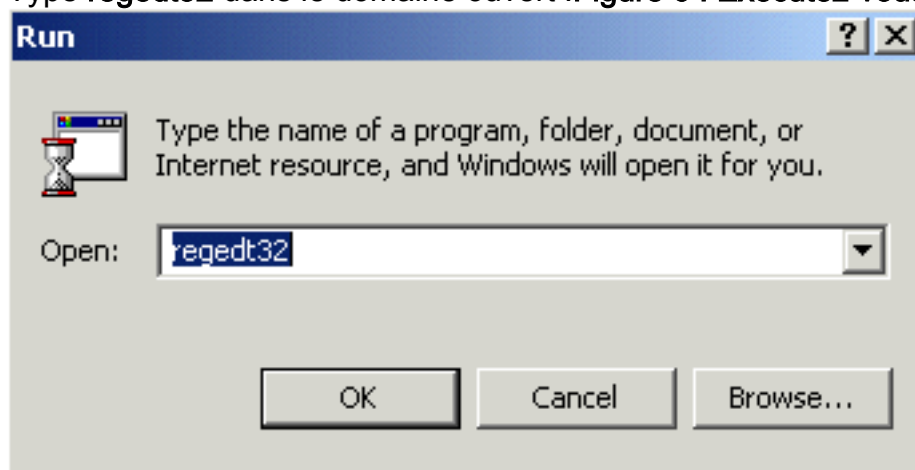 Run
Type the name of a program, folder, document, or
Internet resource, and Windows will open it for you.
Open: regedt32
OK Cancel Browse...